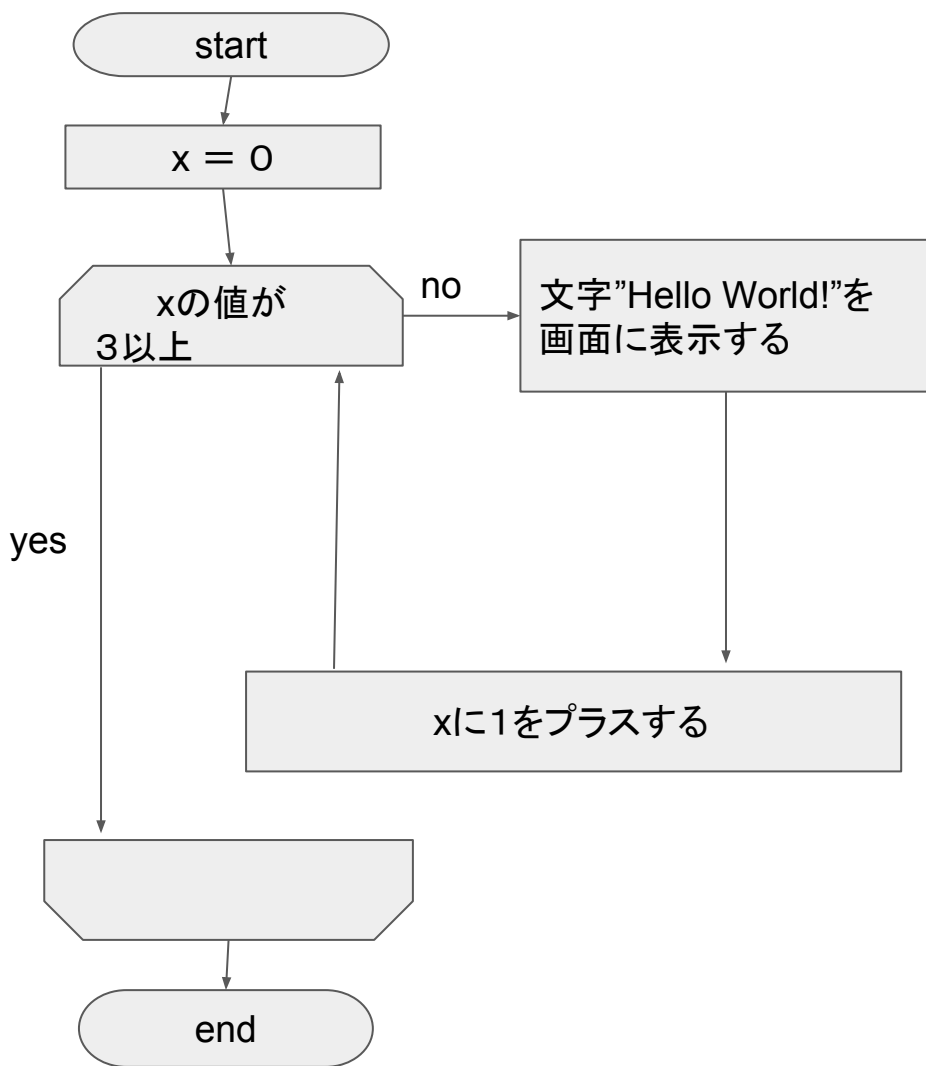 start
x ＝ 0
xの値が
３以上
no
文字”Hello World!”を
画面に表示する
yes
xに１をプラスする
end